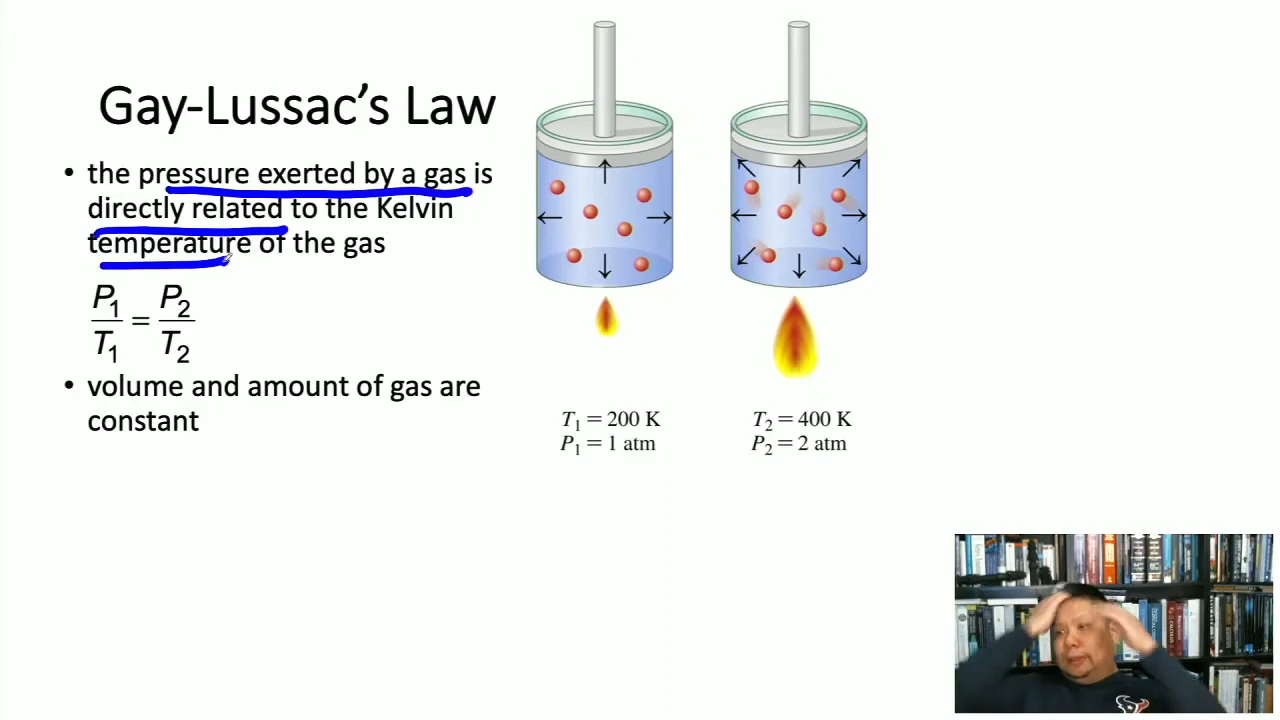 Gay-Lussac’s Law
• the pressure exerted by a gas is
directly related to the Kelvin
temperature of the gas
P1/T1 = P2/T2
• volume and amount of gas are
constant
T1 = 200 K
P1 = 1 atm
T2 = 400 K
P2 = 2 atm